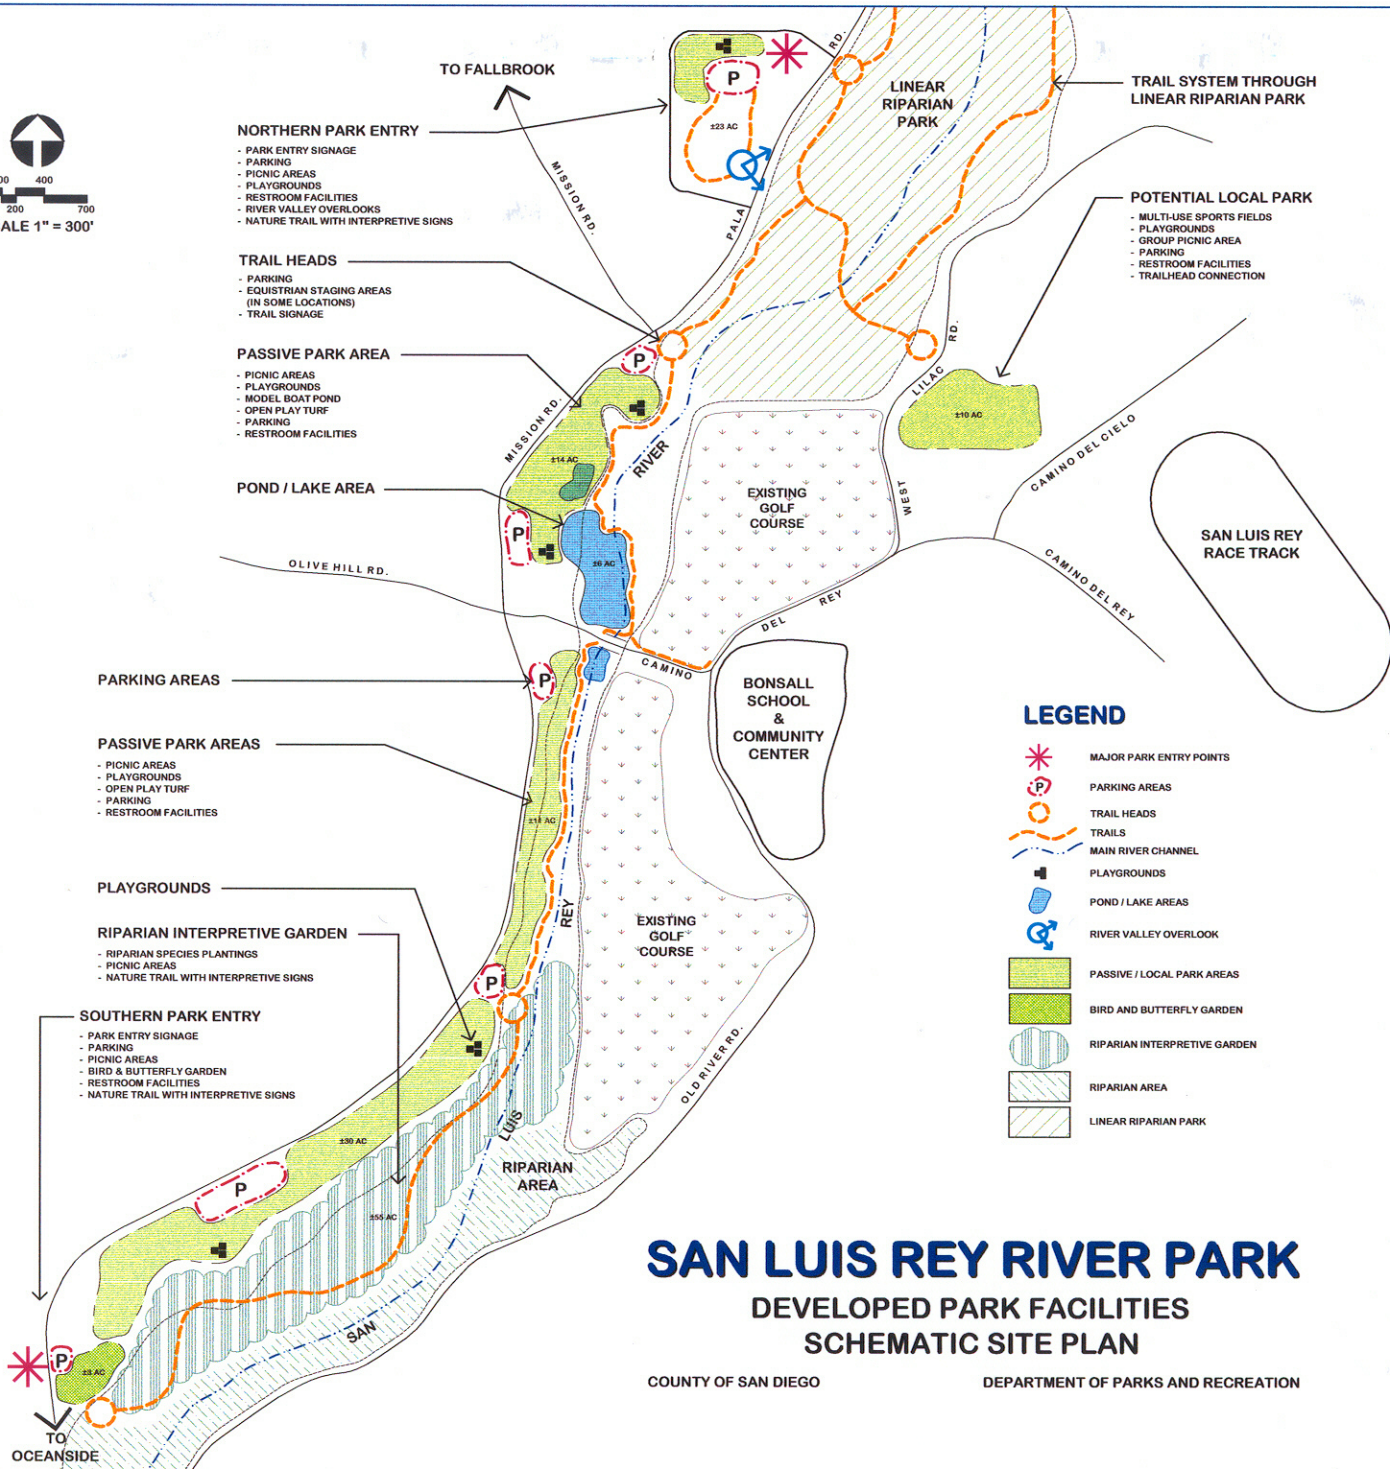 TO FALLBROOK
RD.
P
LINEAR
RIPARIAN
PARK
TRAIL SYSTEM THROUGH
LINEAR RIPARIAN PARK
NORTHERN PARK ENTRY
- PARK ENTRY SIGNAGE
- PARKING
- PICNIC AREAS
- PLAYGROUNDS
- RESTROOM FACILITIES
- RIVER VALLEY OVERLOOKS
- NATURE TRAIL WITH INTERPRETIVE SIGNS
±23 AC
MISSION RD.
PALA
400
200
700
ALE 1" = 300'
POTENTIAL LOCAL PARK
- MULTI-USE SPORTS FIELDS
- PLAYGROUNDS
- GROUP PICNIC AREA
- PARKING
- RESTROOM FACILITIES
- TRAILHEAD CONNECTION
TRAIL HEADS
- PARKING
- EQUISTRIAN STAGING AREAS
(IN SOME LOCATIONS)
- TRAIL SIGNAGE
PASSIVE PARK AREA
- PICNIC AREAS
- PLAYGROUNDS
- MODEL BOAT POND
- OPEN PLAY TURF
- PARKING
- RESTROOM FACILITIES
P
RD.
LILAC
WEST
±10 AC
MISSION RD.
±14 AC
RIVER
POND / LAKE AREA
P
EXISTING
GOLF
COURSE
CAMINO DEL CIELO
SAN LUIS REY
RACE TRACK
OLIVE HILL RD.
±6 AC
CAMINO DEL REY
CAMINO
DEL
REY
PARKING AREAS
P
BONSALL
SCHOOL
&
COMMUNITY
CENTER
PASSIVE PARK AREAS
- PICNIC AREAS
- PLAYGROUNDS
- OPEN PLAY TURF
- PARKING
- RESTROOM FACILITIES
REY
PLAYGROUNDS
EXISTING
GOLF
COURSE
RIPARIAN INTERPRETIVE GARDEN
- RIPARIAN SPECIES PLANTINGS
- PICNIC AREAS
- NATURE TRAIL WITH INTERPRETIVE SIGNS
P
SOUTHERN PARK ENTRY
- PARK ENTRY SIGNAGE
- PARKING
- PICNIC AREAS
- BIRD & BUTTERFLY GARDEN
- RESTROOM FACILITIES
- NATURE TRAIL WITH INTERPRETIVE SIGNS
OLD RIVER RD.
LUIS
±30 AC
RIPARIAN
AREA
P
±55 AC
SAN
P
±3 AC
TO
OCEANSIDE
LEGEND
MAJOR PARK ENTRY POINTS
P
PARKING AREAS
TRAIL HEADS
TRAILS
MAIN RIVER CHANNEL
PLAYGROUNDS
POND / LAKE AREAS
RIVER VALLEY OVERLOOK
PASSIVE / LOCAL PARK AREAS
BIRD AND BUTTERFLY GARDEN
RIPARIAN INTERPRETIVE GARDEN
RIPARIAN AREA
LINEAR RIPARIAN PARK
SAN LUIS REY RIVER PARK
DEVELOPED PARK FACILITIES
SCHEMATIC SITE PLAN
COUNTY OF SAN DIEGO
DEPARTMENT OF PARKS AND RECREATION